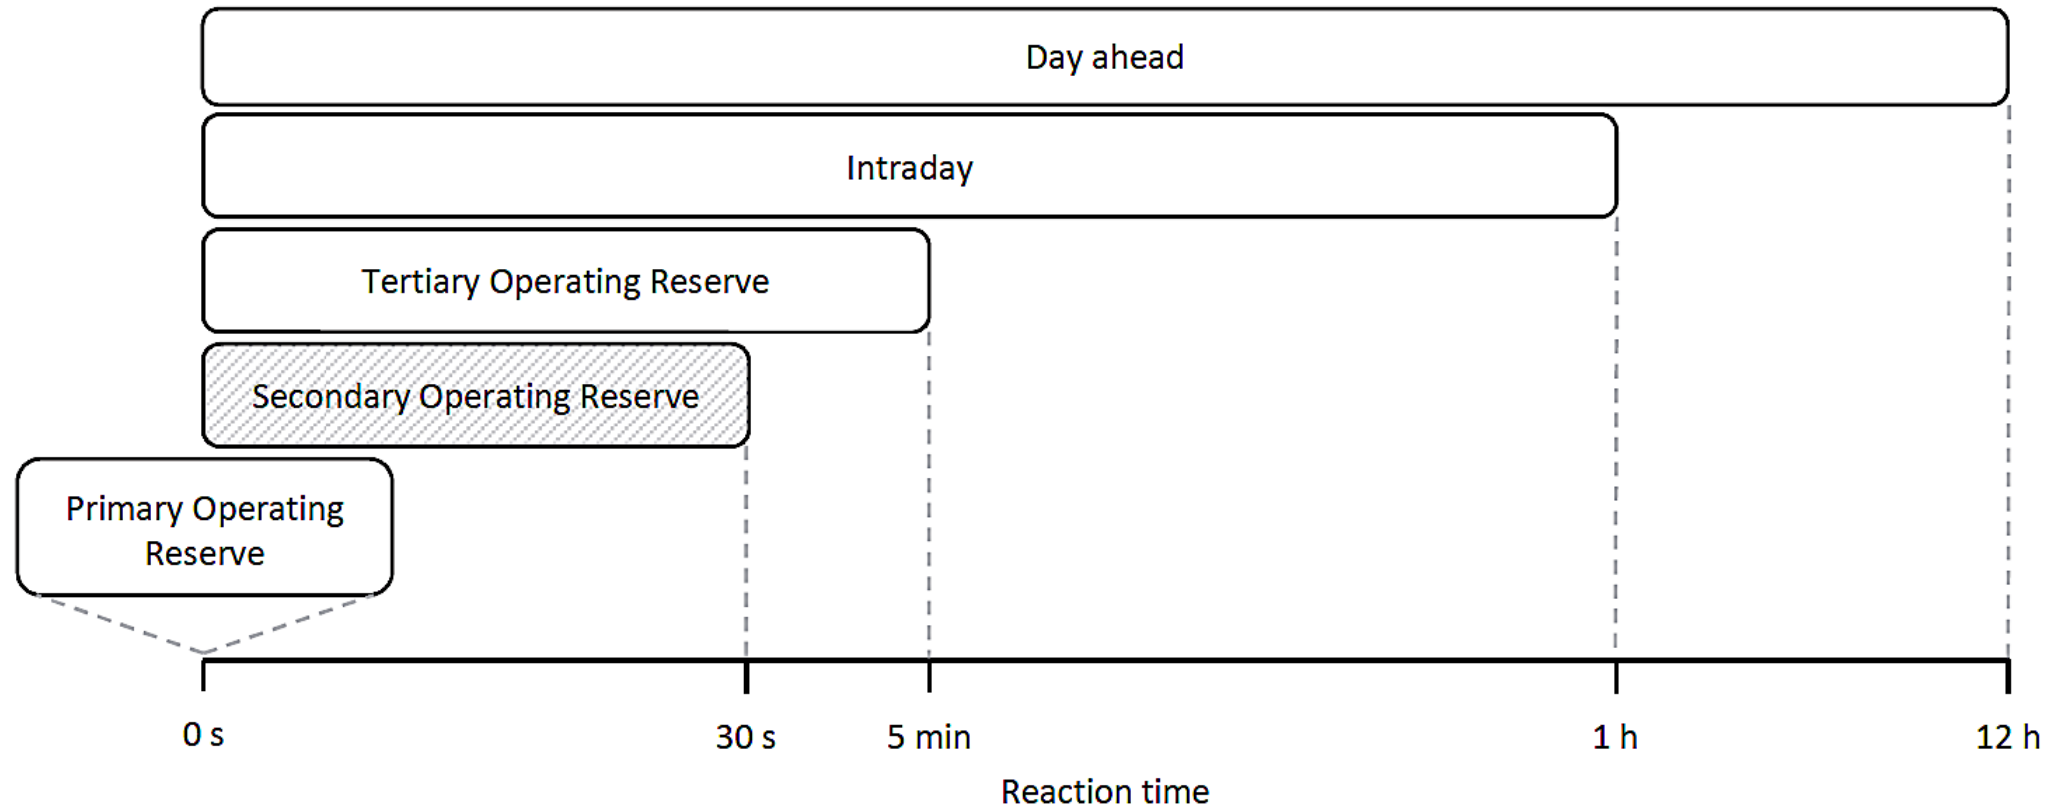 Day ahead
Intraday
Tertiary Operating Reserve
Secondary Operating Reserve
Primary Operating
Reserve
0 s
30 s
5 min
1 h
12 h
Reaction time